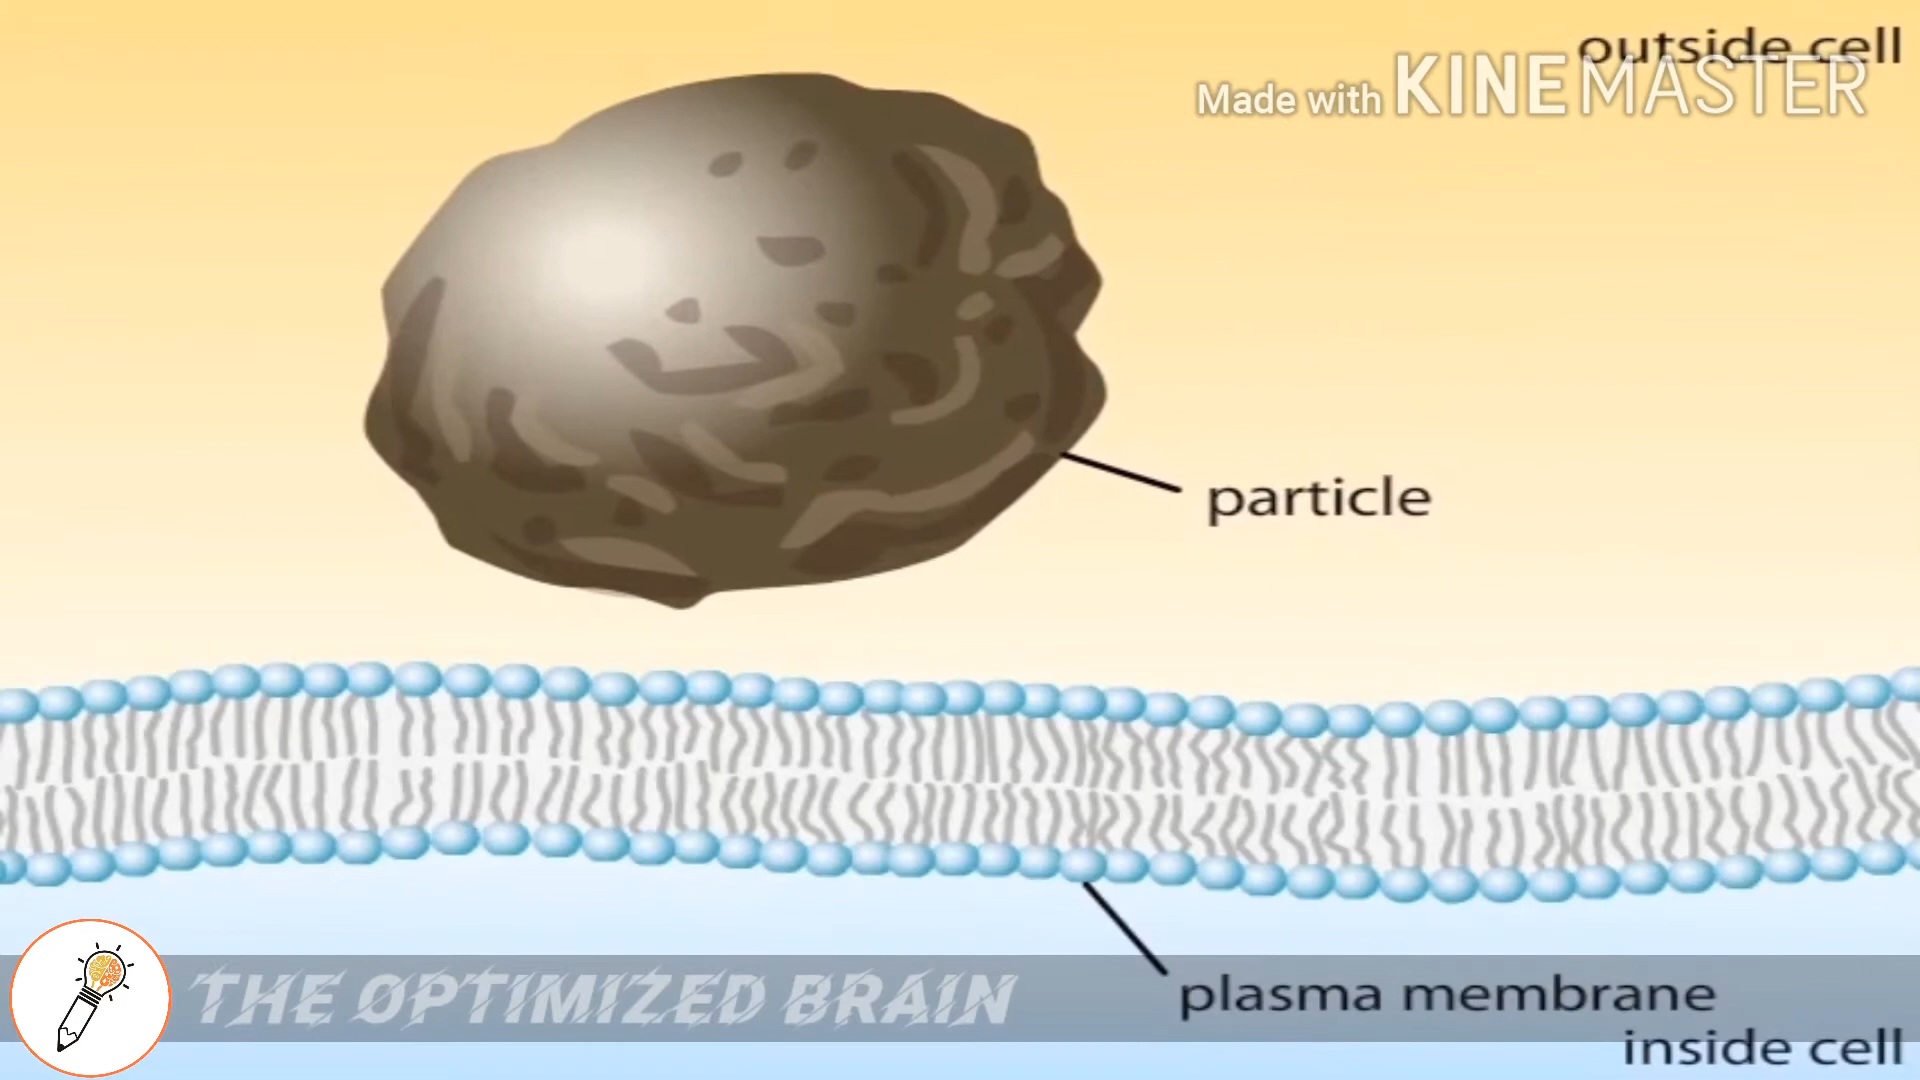 outside cell
Made with KINEMASTER
particle
THE OPTIMIZED BRAIN
plasma membrane
inside cell